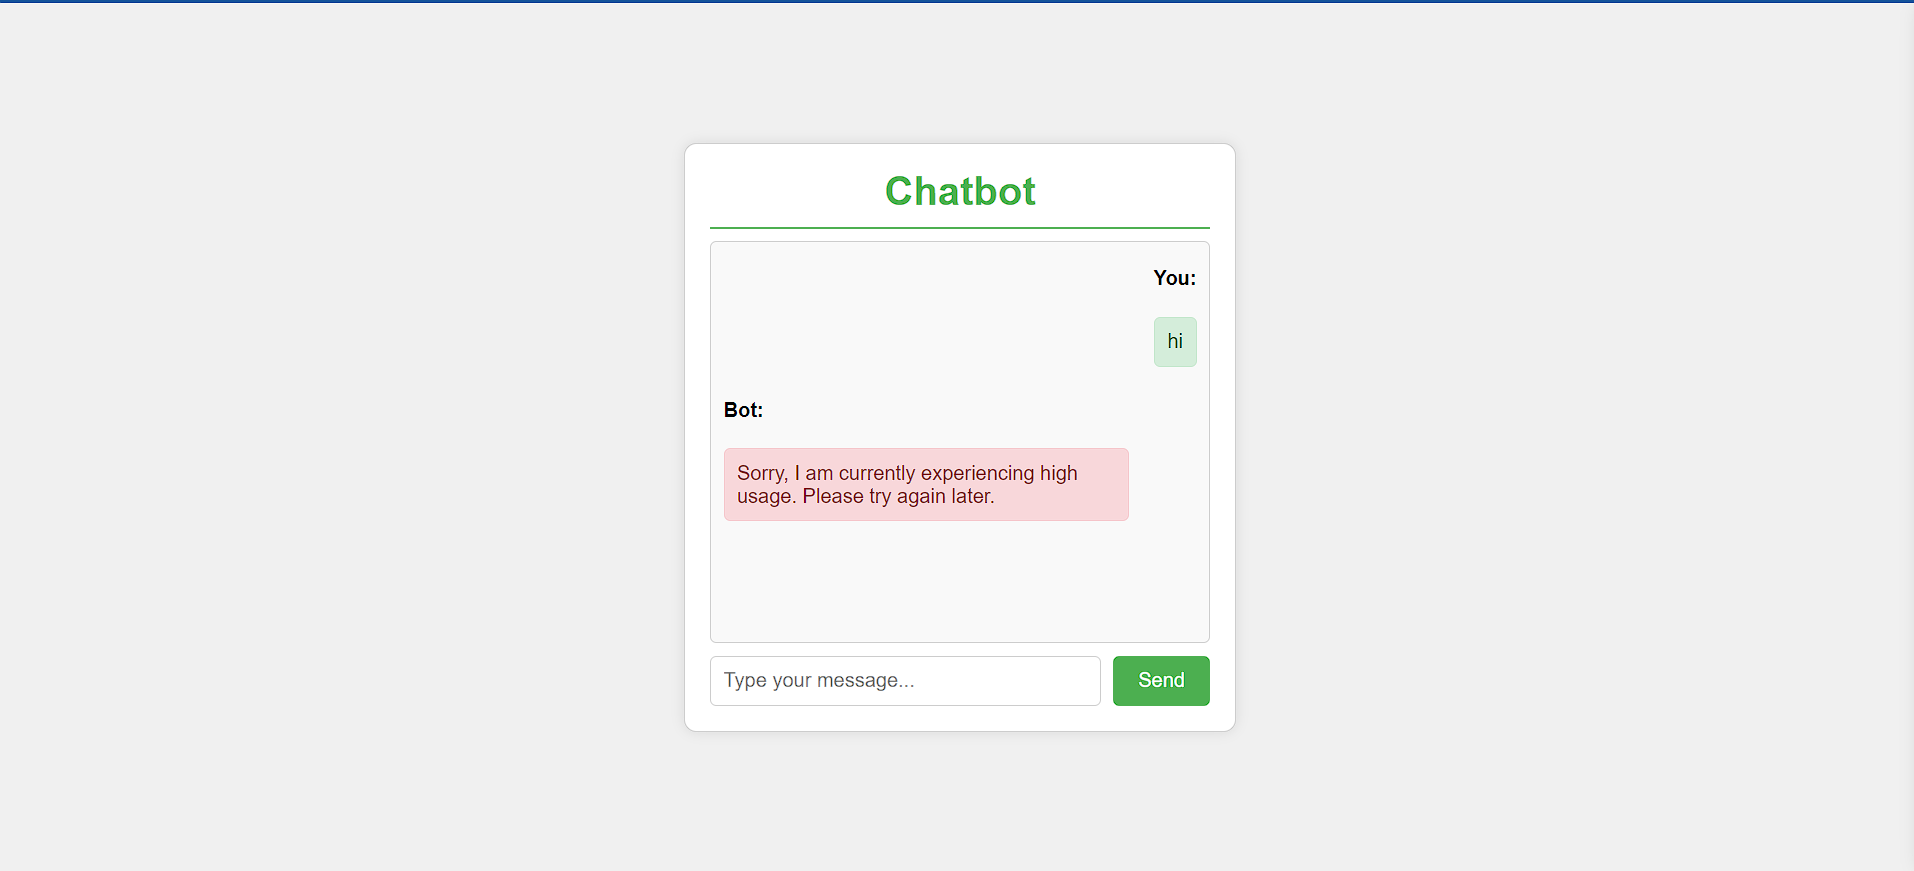 Chatbot
You:
hi
Bot:
Sorry, I am currently experiencing high
usage. Please try again later.
Type your message...
Send